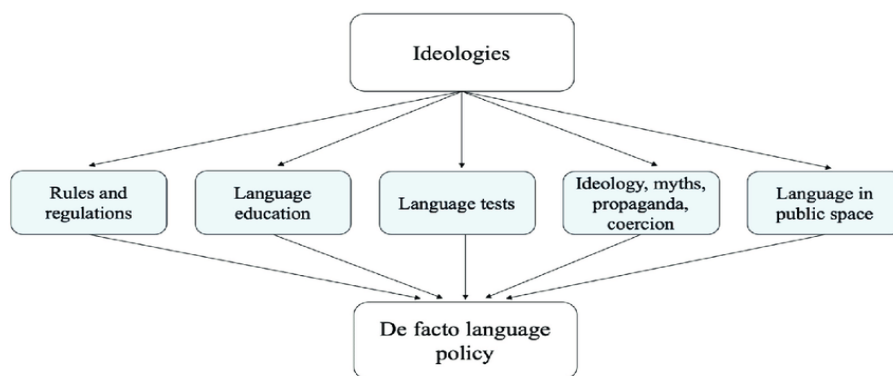 Ideologies
Rules and
regulations
Language
education
Language tests
Ideology, myths,
propaganda,
coercion
Language in
public space
De facto language
policy